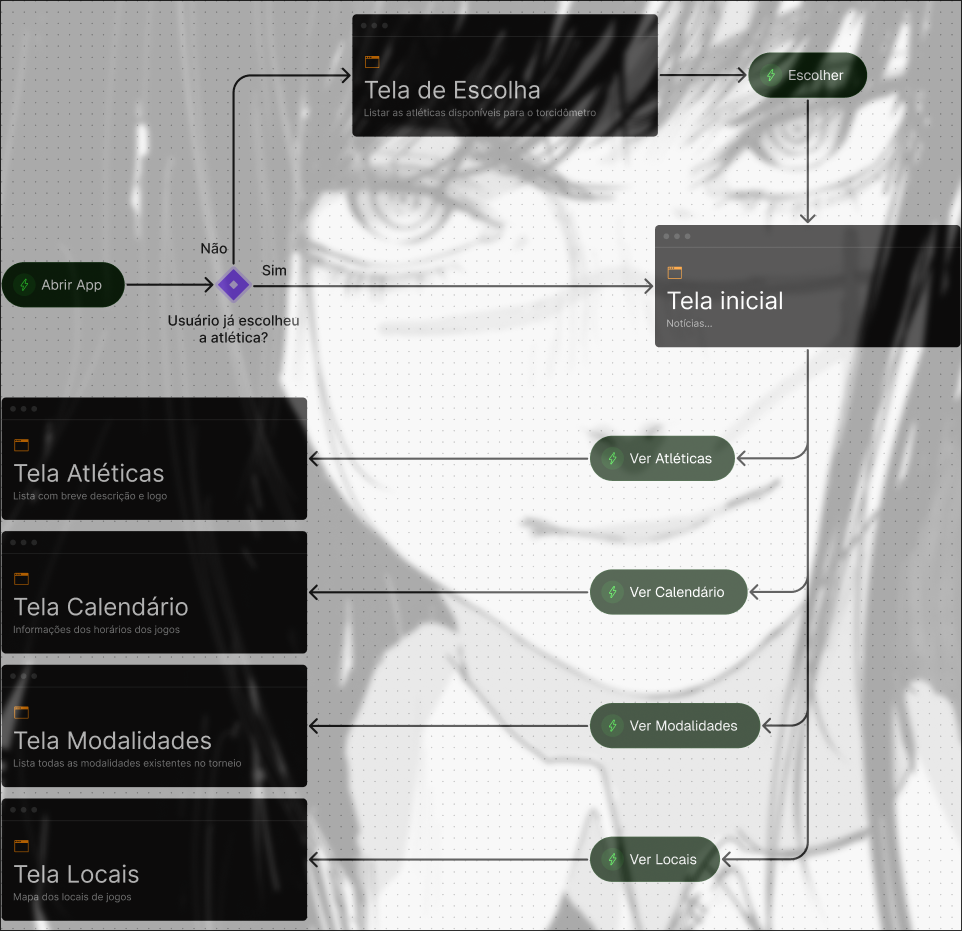 Tela de Escolha
Listar as atléticas disponíveis para o torcidômetro
Escolher
Não
Sim
Abrir App
Usuário já escolheu
a atlética?
Tela inicial
Notícias...
Tela Atléticas
Lista com breve descrição e logo
Ver Atléticas
Tela Calendário
Informações dos horários dos jogos
Ver Calendário
Tela Modalidades
Lista todas as modalidades existentes no torneio
Ver Modalidades
Tela Locais
Mapa dos locais de jogos
Ver Locais